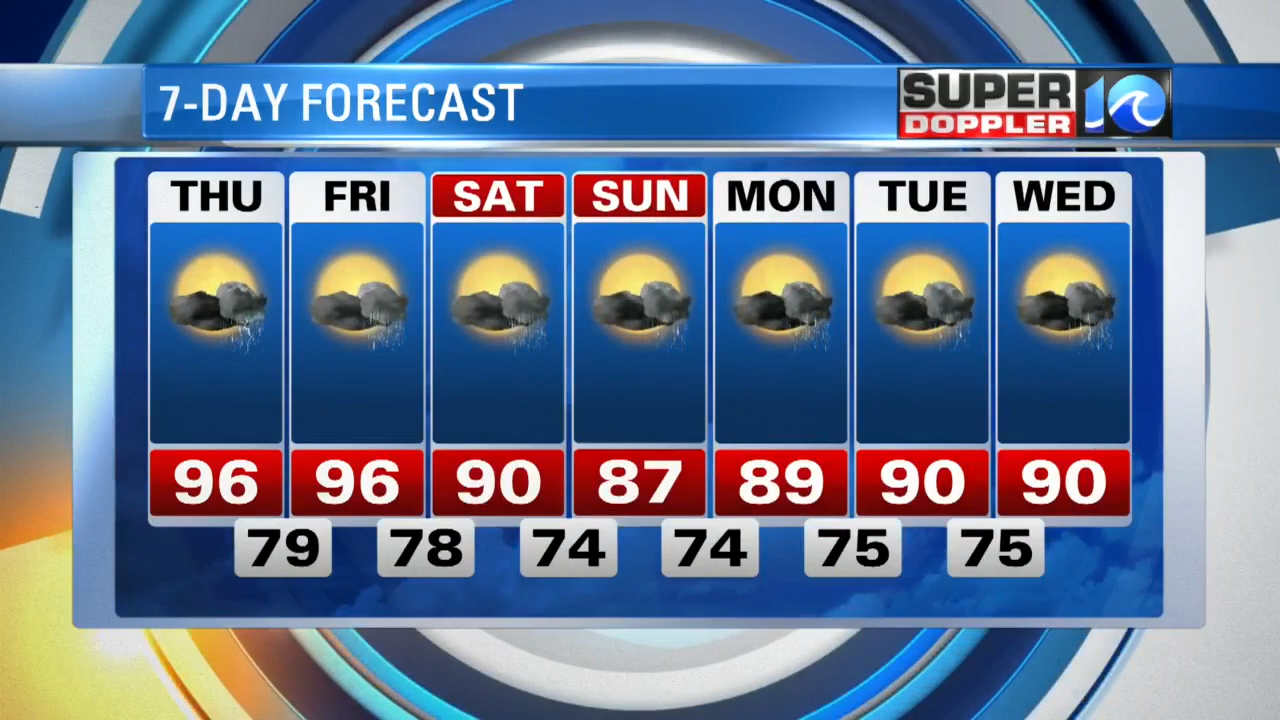 7-DAY FORECAST
SUPER
DOPPLER 10
THU FRI SAT SUN MON TUE WED
96 96 90 87 89 90 90
79 78 74 74 75 75